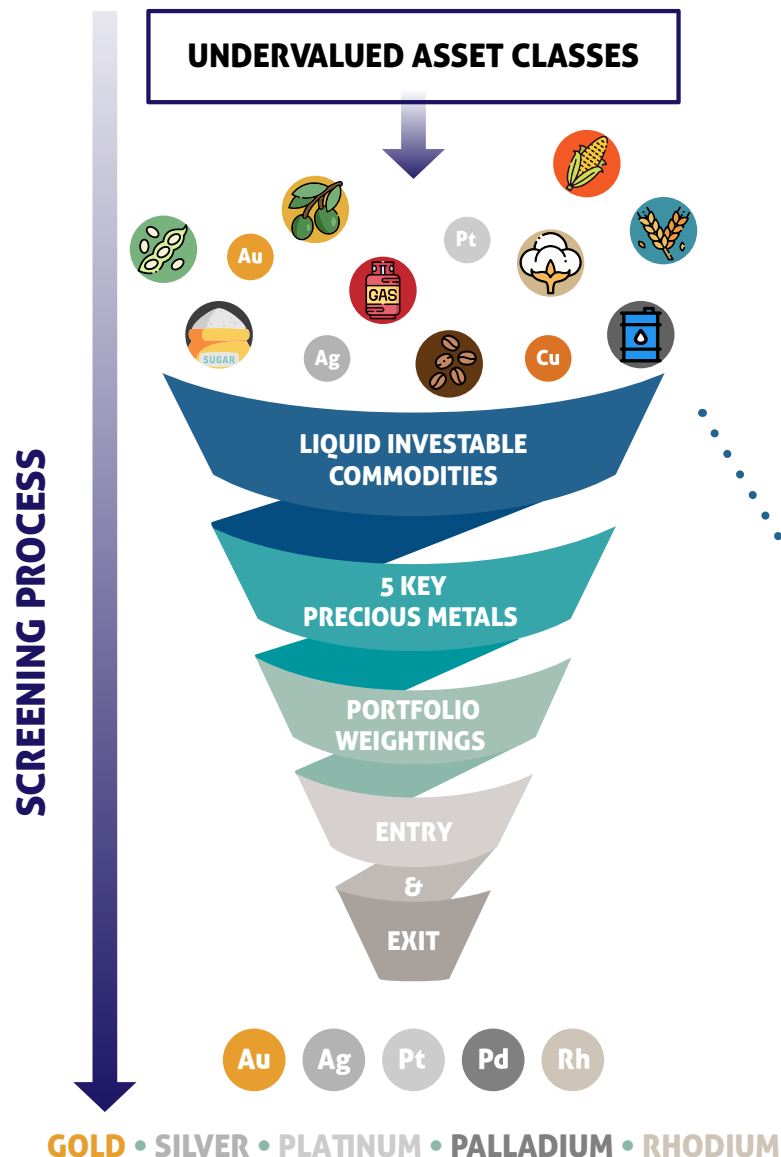 UNDERVALUED ASSET CLASSES
Au
Pt
GAS
SUGAR
Ag
Cu
LIQUID INVESTABLE
COMMODITIES
5 KEY
PRECIOUS METALS
PORTFOLIO
WEIGHTINGS
ENTRY
&
EXIT
SCREENING PROCESS
Au Ag Pt Pd Rh
GOLD • SILVER • PLATINUM • PALLADIUM • RHODIUM